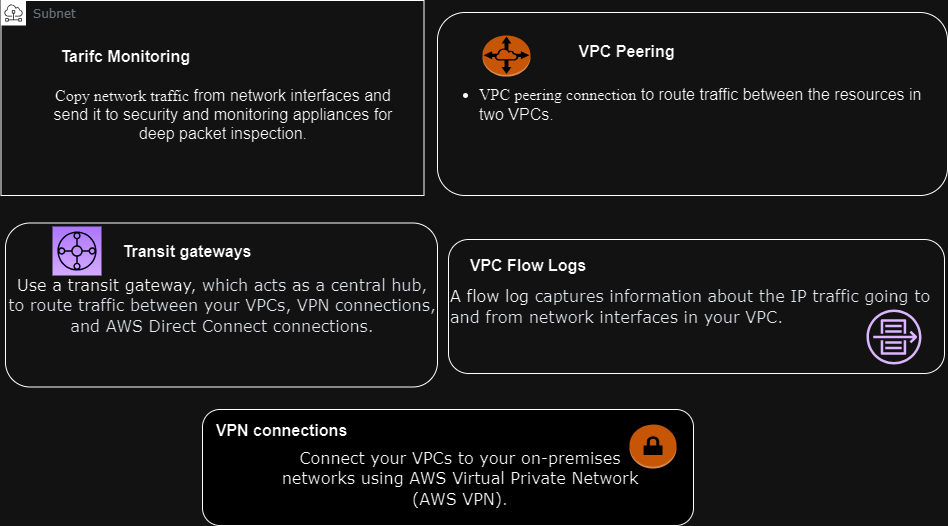 Subnet
Tarifc Monitoring
Copy network traffic from network interfaces and
send it to security and monitoring appliances for
deep packet inspection.
VPC Peering
• VPC peering connection to route traffic between the resources in
two VPCs.
Transit gateways
Use a transit gateway, which acts as a central hub,
to route traffic between your VPCs, VPN connections,
and AWS Direct Connect connections.
VPC Flow Logs
A flow log captures information about the IP traffic going to
and from network interfaces in your VPC.
VPN connections
Connect your VPCs to your on-premises
networks using AWS Virtual Private Network
(AWS VPN).